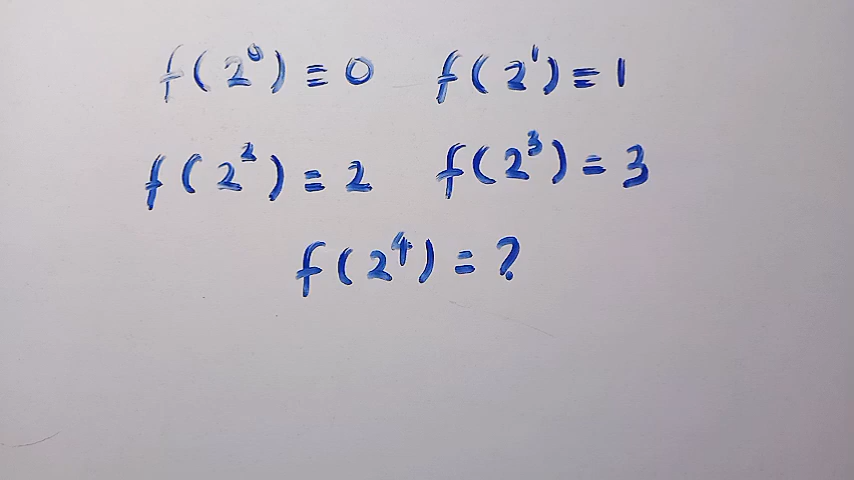 f(2⁰) = 0 f(2¹) = 1
f(2²) = 2 f(2³) = 3
f(2⁴) = ?